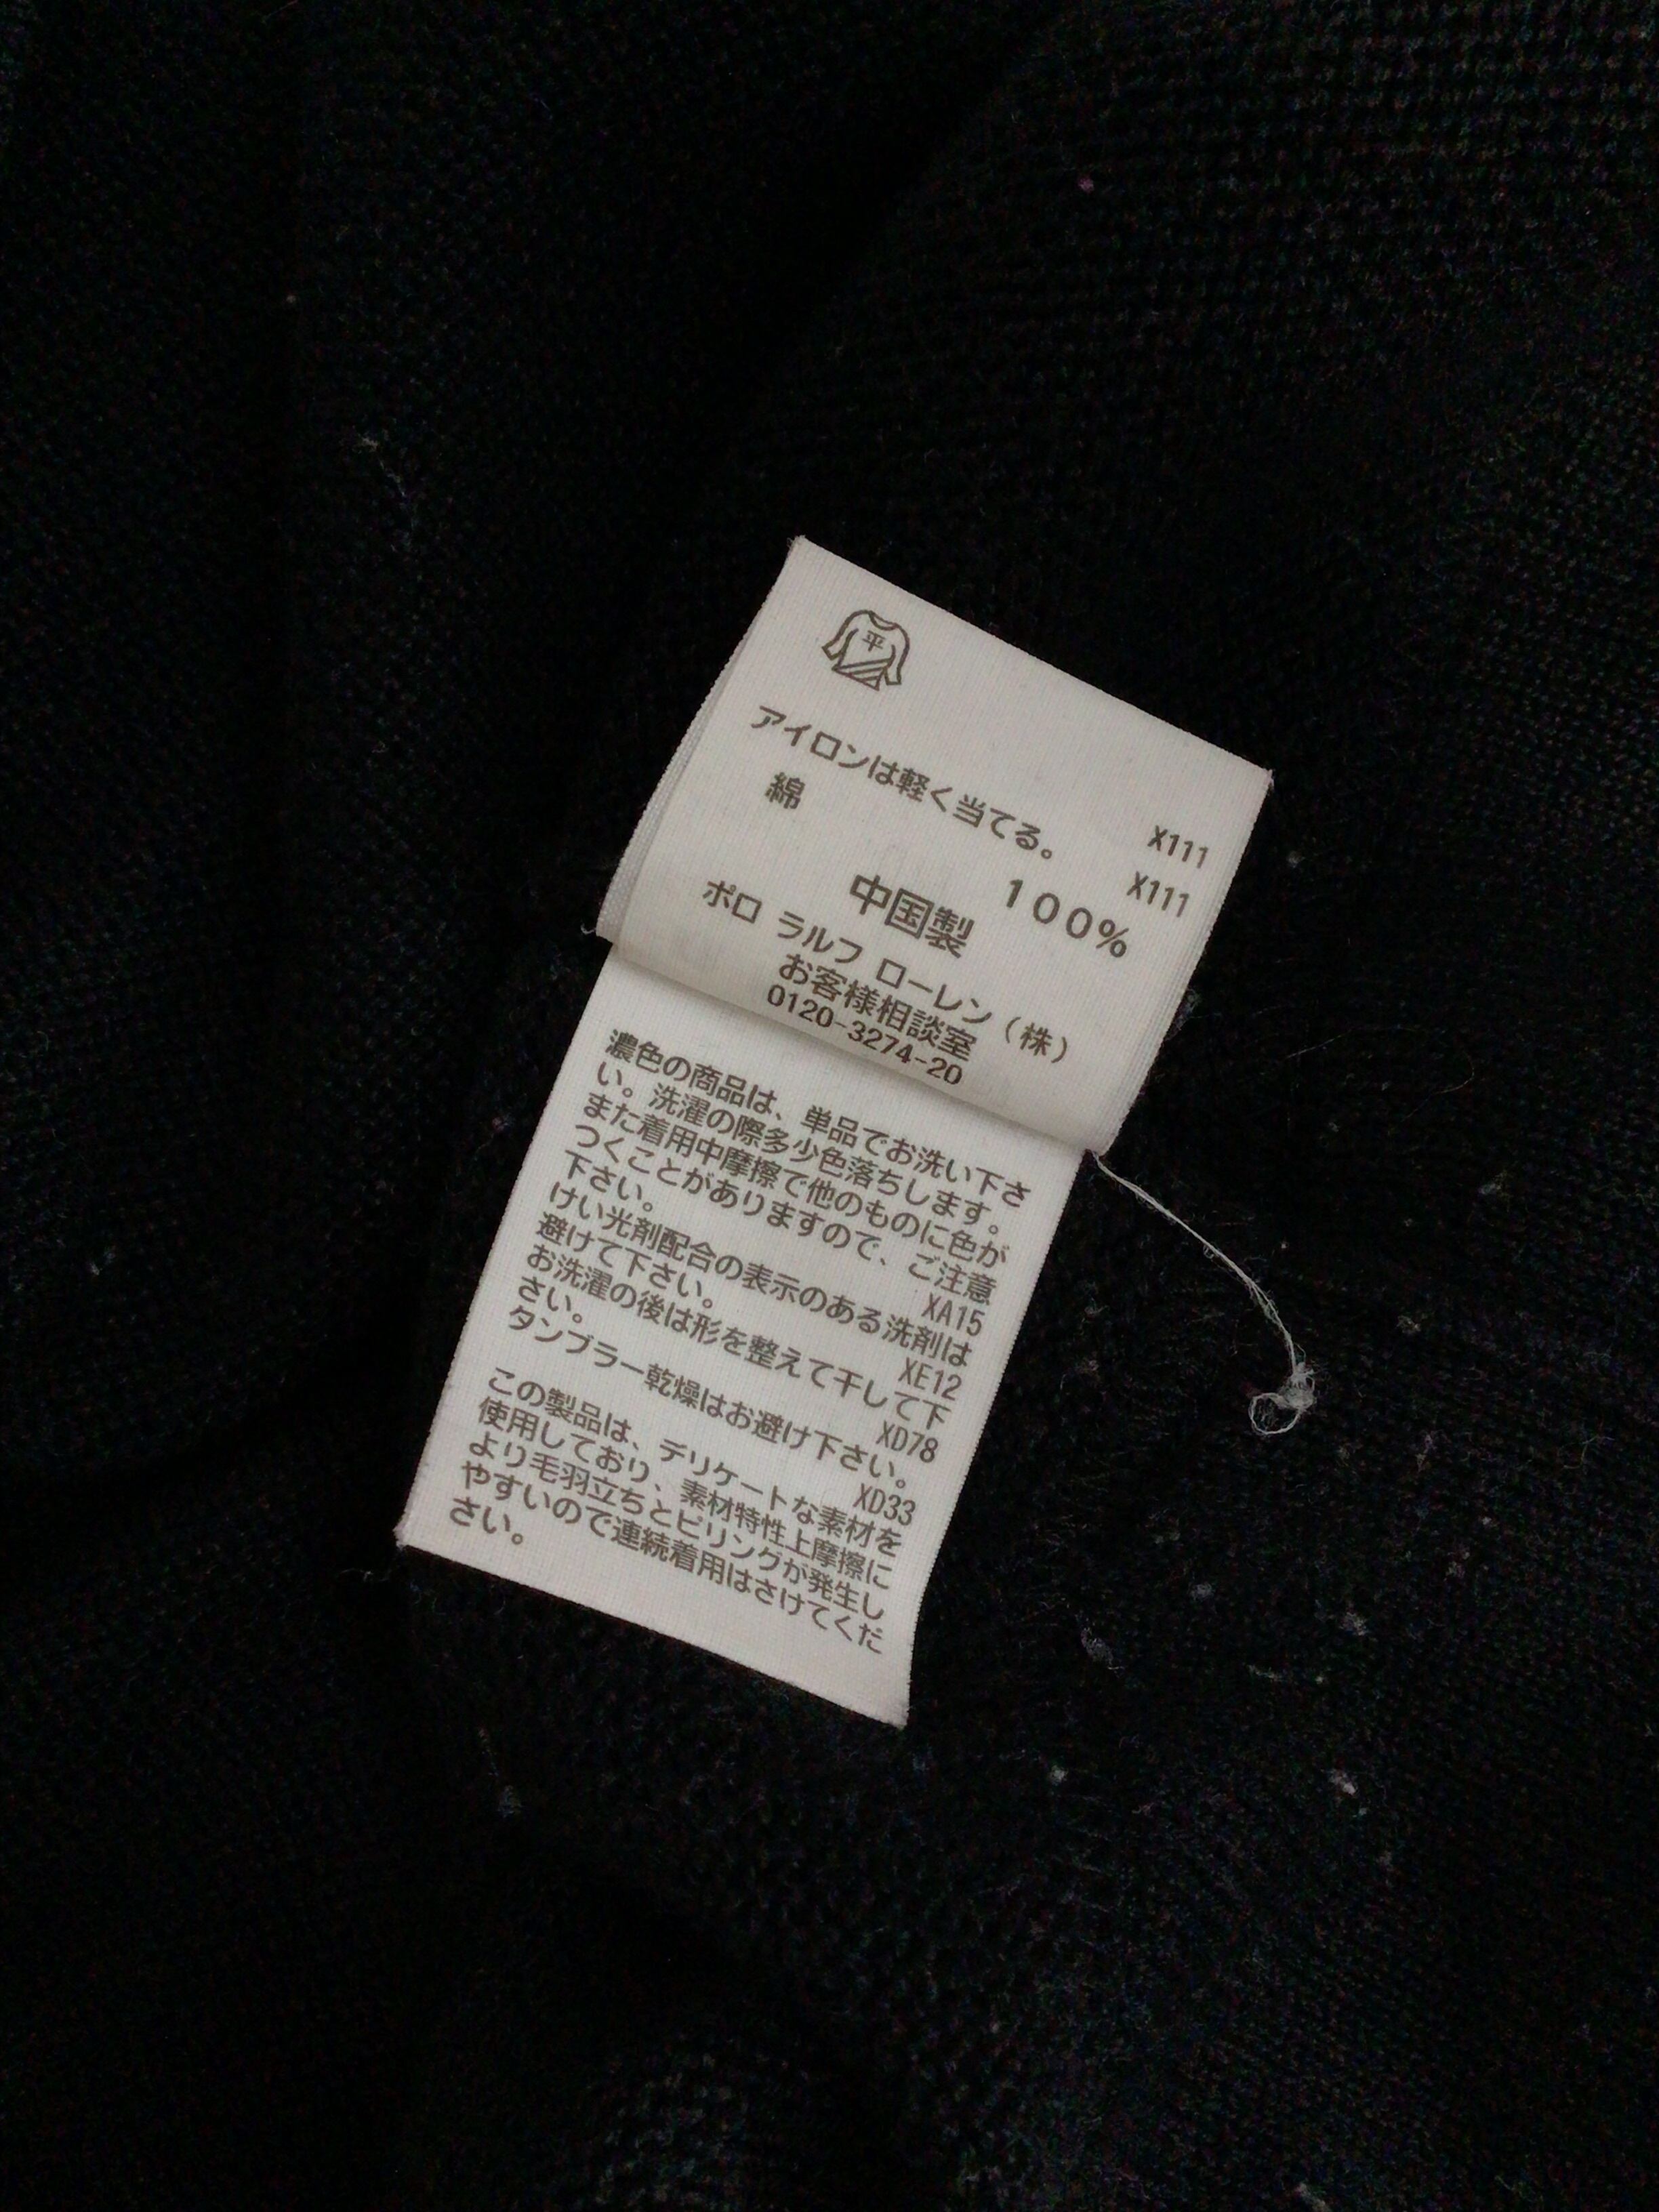 平
アイロンは軽く当てる。
X111
綿
X111
100%
中国製
ポロ ラルフ ローレン(株)
お客様相談室
0120-3274-20
濃色の商品は、単品でお洗い下さ
い。洗濯の際多少色落ちします。
また着用中摩擦で他のものに色が
つくことがありますので、ご注意
下さい。 XA15
けい光剤配合の表示のある洗剤は
避けて下さい。 XE12
お洗濯の後は形を整えて干して下
さい。 XD78
タンブラー乾燥はお避け下さい。
XD33
この製品は、デリケートな素材を
使用しており、素材特性上摩擦に
より毛羽立ちとピリングが発生し
やすいので連続着用はさけてくだ
さい。